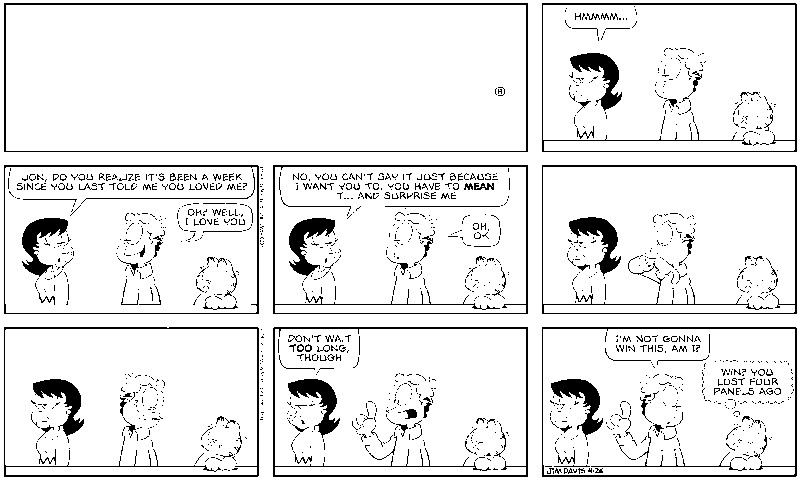 ®
HMMMM...
JON, DO YOU REALIZE IT'S BEEN A WEEK
SINCE YOU LAST TOLD ME YOU LOVED ME?
OH? WELL,
I LOVE YOU
NO, YOU CAN'T SAY IT JUST BECAUSE
I WANT YOU TO. YOU HAVE TO MEAN
T... AND SURPRISE ME
OH,
OK
DON'T WAIT
TOO LONG,
THOUGH
I'M NOT GONNA
WIN THIS, AM I?
WIN? YOU
LOST FOUR
PANELS AGO
JIM DAVIS 4-26